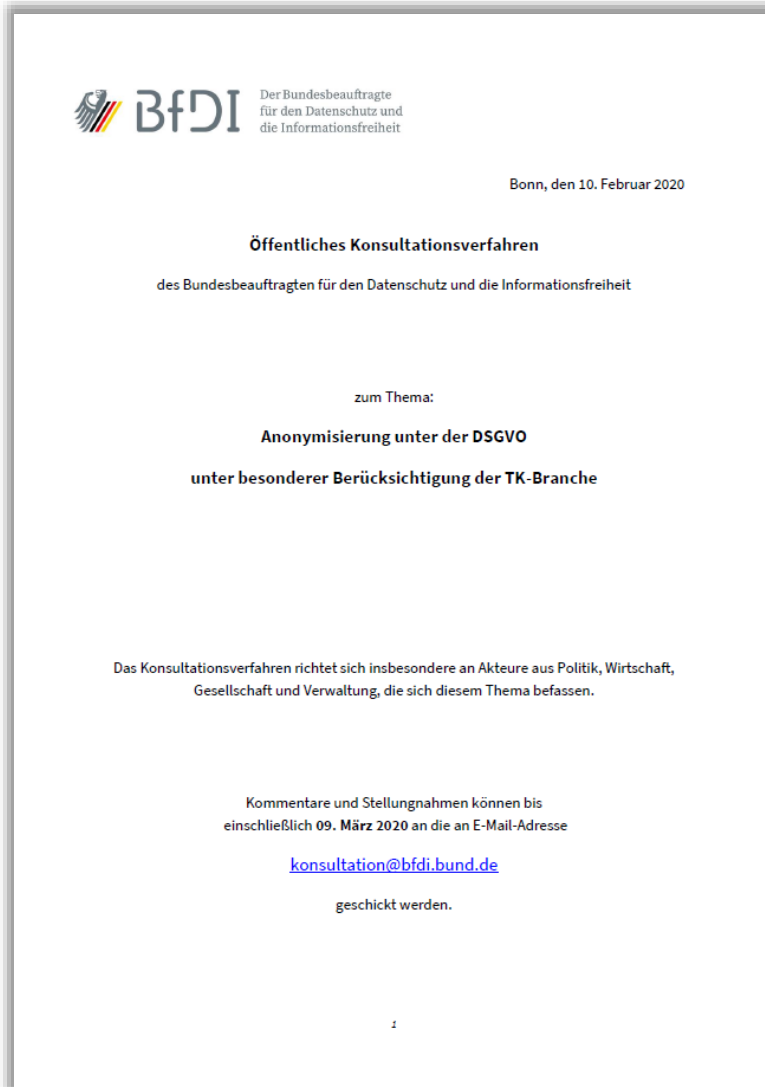 BfDI
Der Bundesbeauftragte
für den Datenschutz und
die Informationsfreiheit
Bonn, den 10. Februar 2020
Öffentliches Konsultationsverfahren
des Bundesbeauftragten für den Datenschutz und die Informationsfreiheit
zum Thema:
Anonymisierung unter der DSGVO
unter besonderer Berücksichtigung der TK-Branche
Das Konsultationsverfahren richtet sich insbesondere an Akteure aus Politik, Wirtschaft,
Gesellschaft und Verwaltung, die sich diesem Thema befassen.
Kommentare und Stellungnahmen können bis
einschließlich 09. März 2020 an die an E-Mail-Adresse
konsultation@bfdi.bund.de
geschickt werden.
1